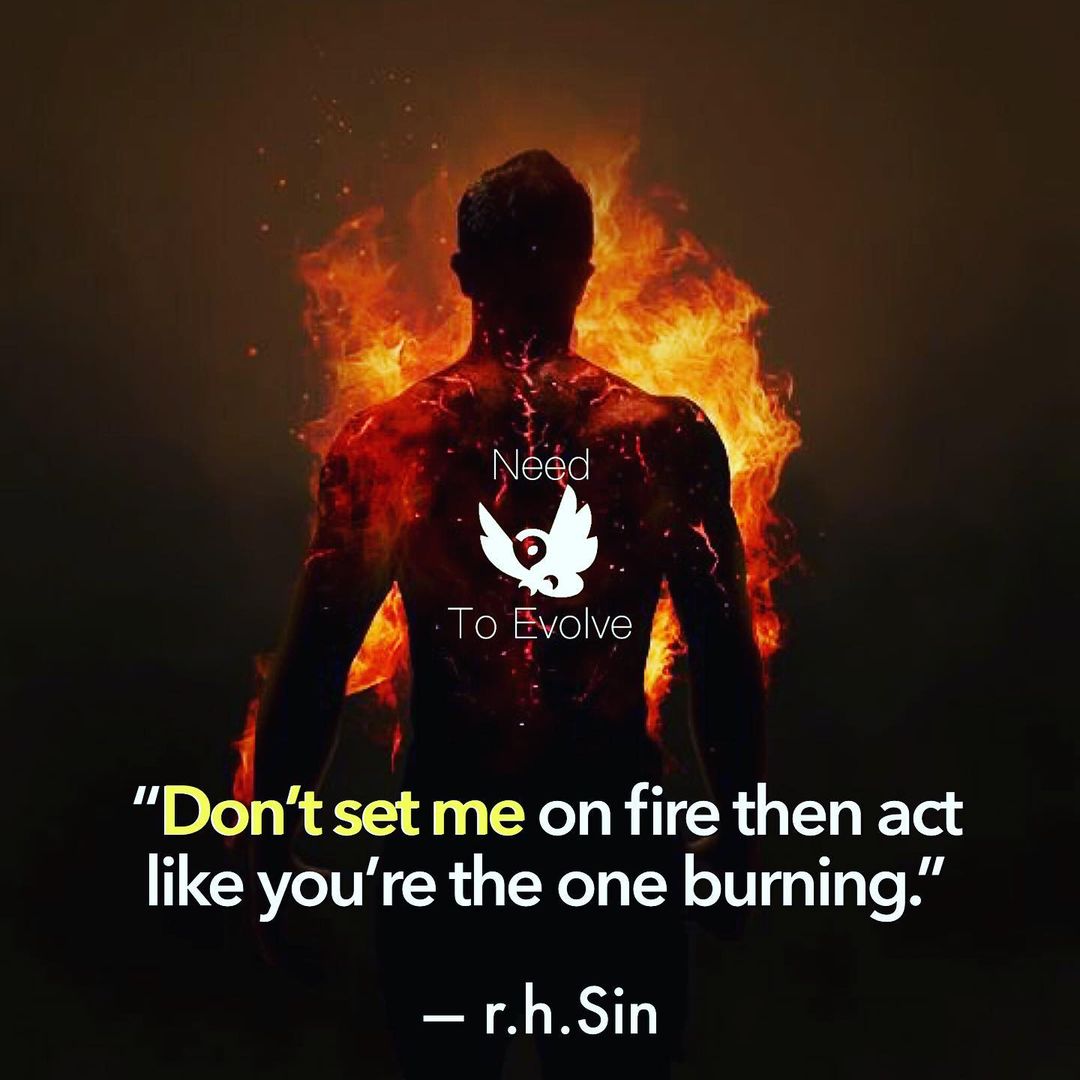 Need
To Evolve
“Don’t set me on fire then act
like you’re the one burning.”
– r.h.Sin